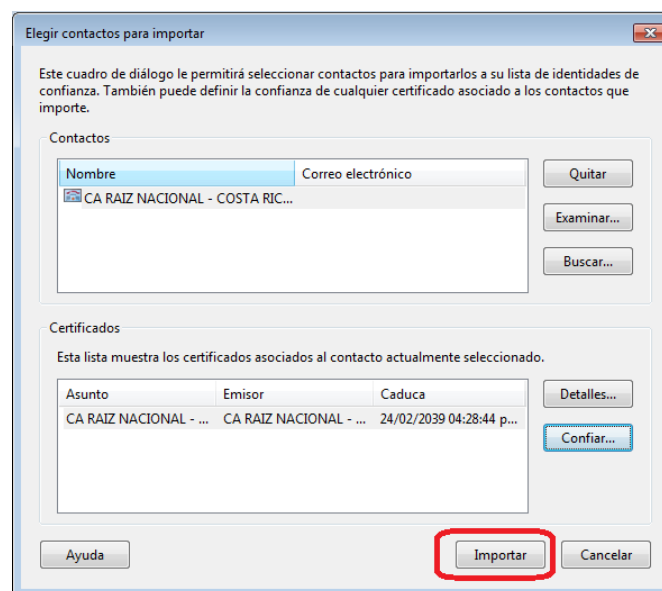 Elegir contactos para importar
Este cuadro de diálogo le permitirá seleccionar contactos para importarlos a su lista de identidades de
confianza. También puede definir la confianza de cualquier certificado asociado a los contactos que
importe.
Contactos
Nombre Correo electrónico
CA RAIZ NACIONAL - COSTA RIC...
Quitar
Examinar...
Buscar...
Certificados
Esta lista muestra los certificados asociados al contacto actualmente seleccionado.
Asunto Emisor Caduca
CA RAIZ NACIONAL - ... CA RAIZ NACIONAL - ... 24/02/2039 04:28:44 p...
Detalles...
Confiar...
Ayuda Importar Cancelar